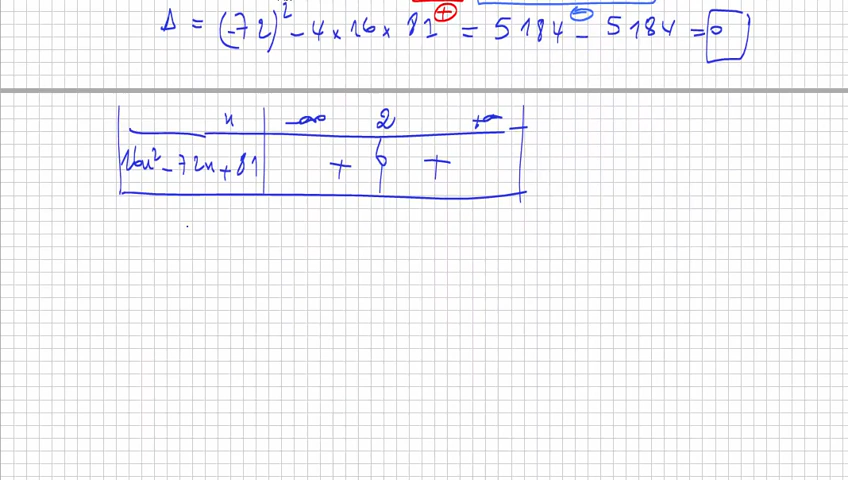 Δ = (-72)² - 4 × 16 × 81 ⊕ = 5184 ⊖ 5184 = 0
x -∞ 2 +∞
16x² - 72x + 81 + 0 +